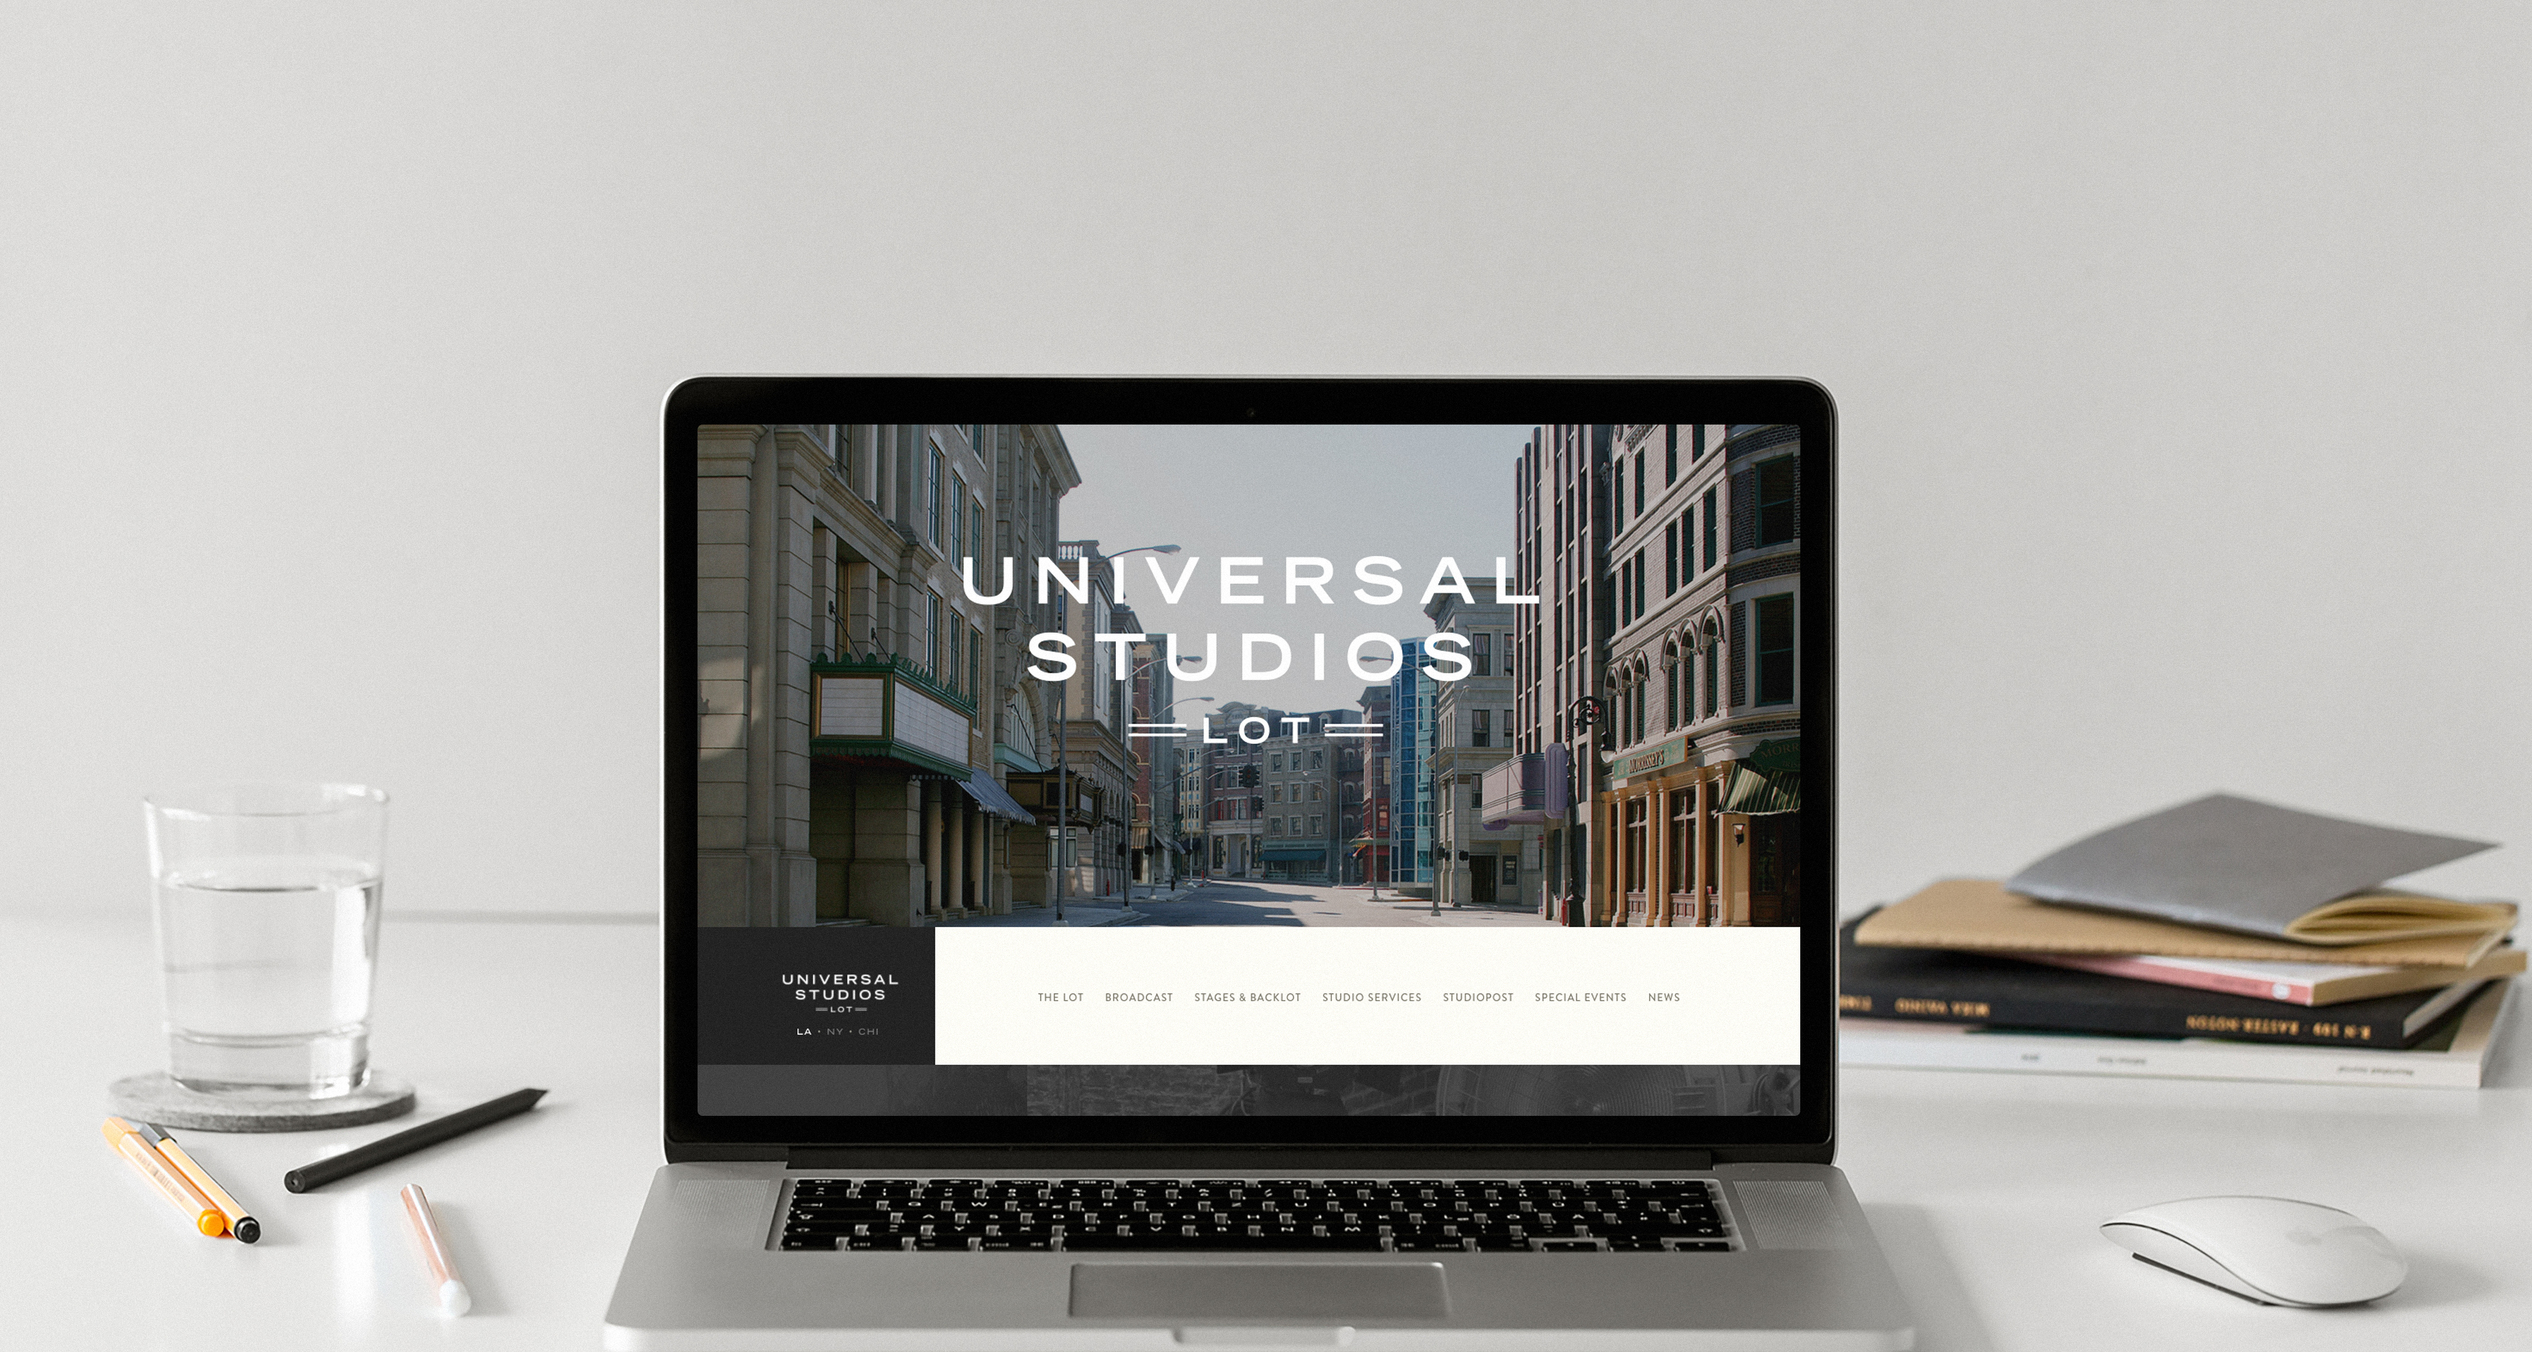 UNIVERSAL
STUDIOS
LOT
MORRISSEY'S
UNIVERSAL
STUDIOS
LOT
LA • NY • CHI
THE LOT BROADCAST STAGES & BACKLOT STUDIO SERVICES STUDIOPOST SPECIAL EVENTS NEWS